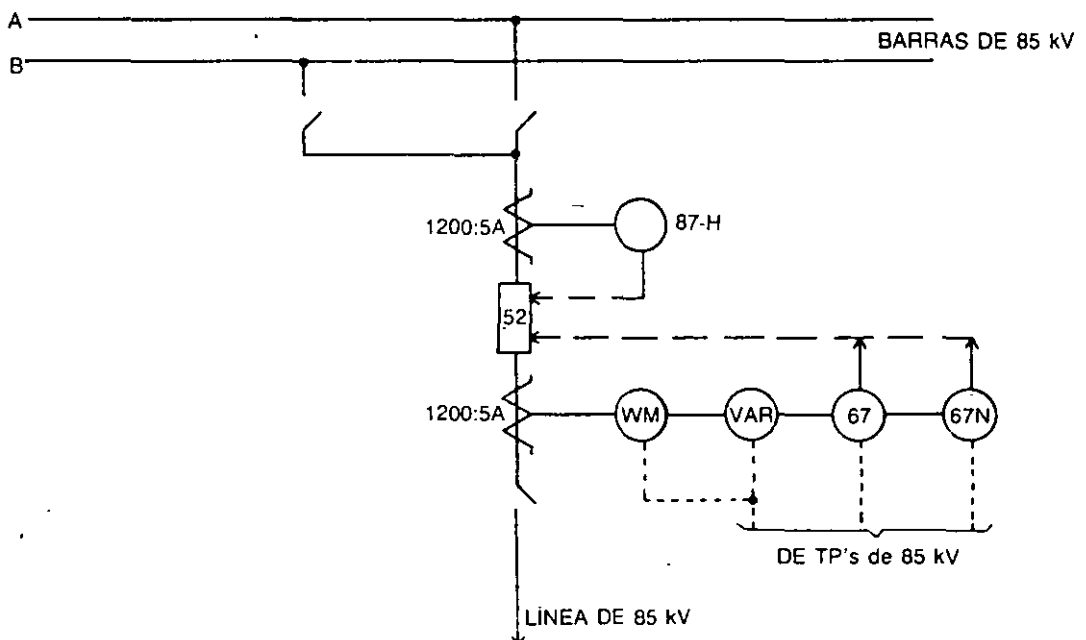 A
BARRAS DE 85 kV
B
1200:5A
87-H
52
1200:5A
WM
VAR
67
67N
DE TP's de 85 kV
LÍNEA DE 85 kV